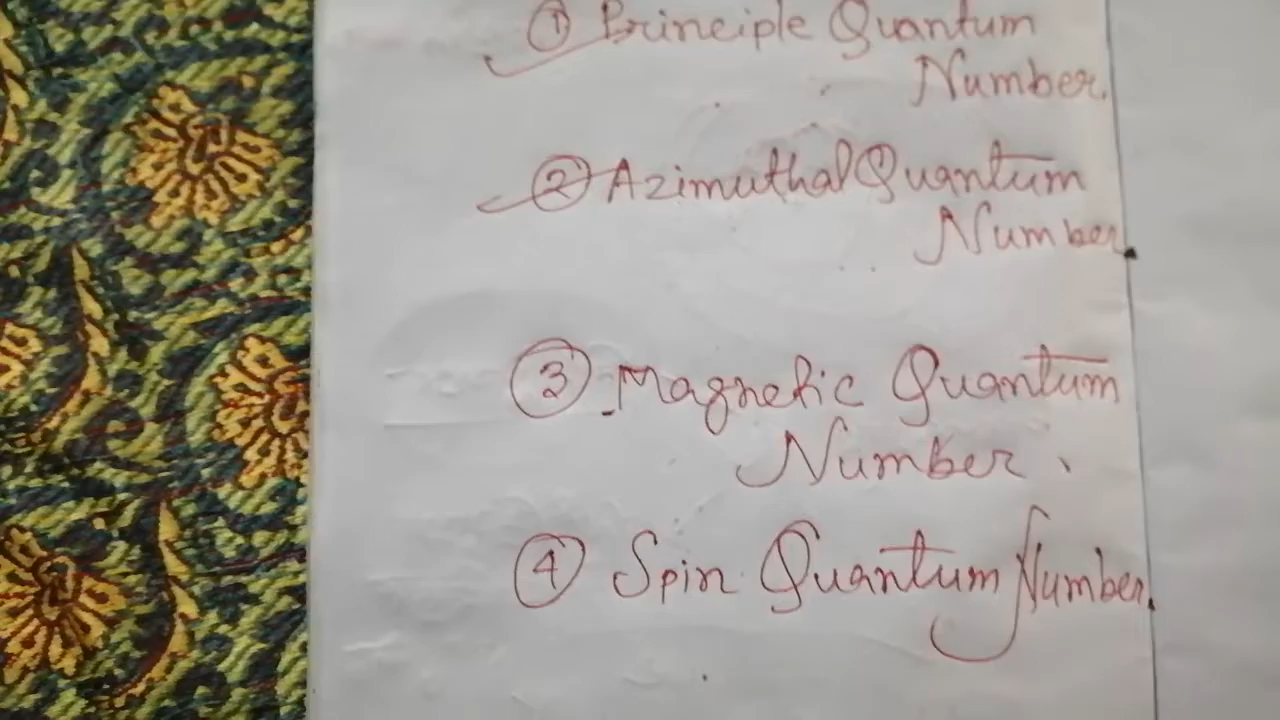 ① Principle Quantum
Number.
② Azimuthal Quantum
Number.
③ Magnetic Quantum
Number.
④ Spin Quantum Number.